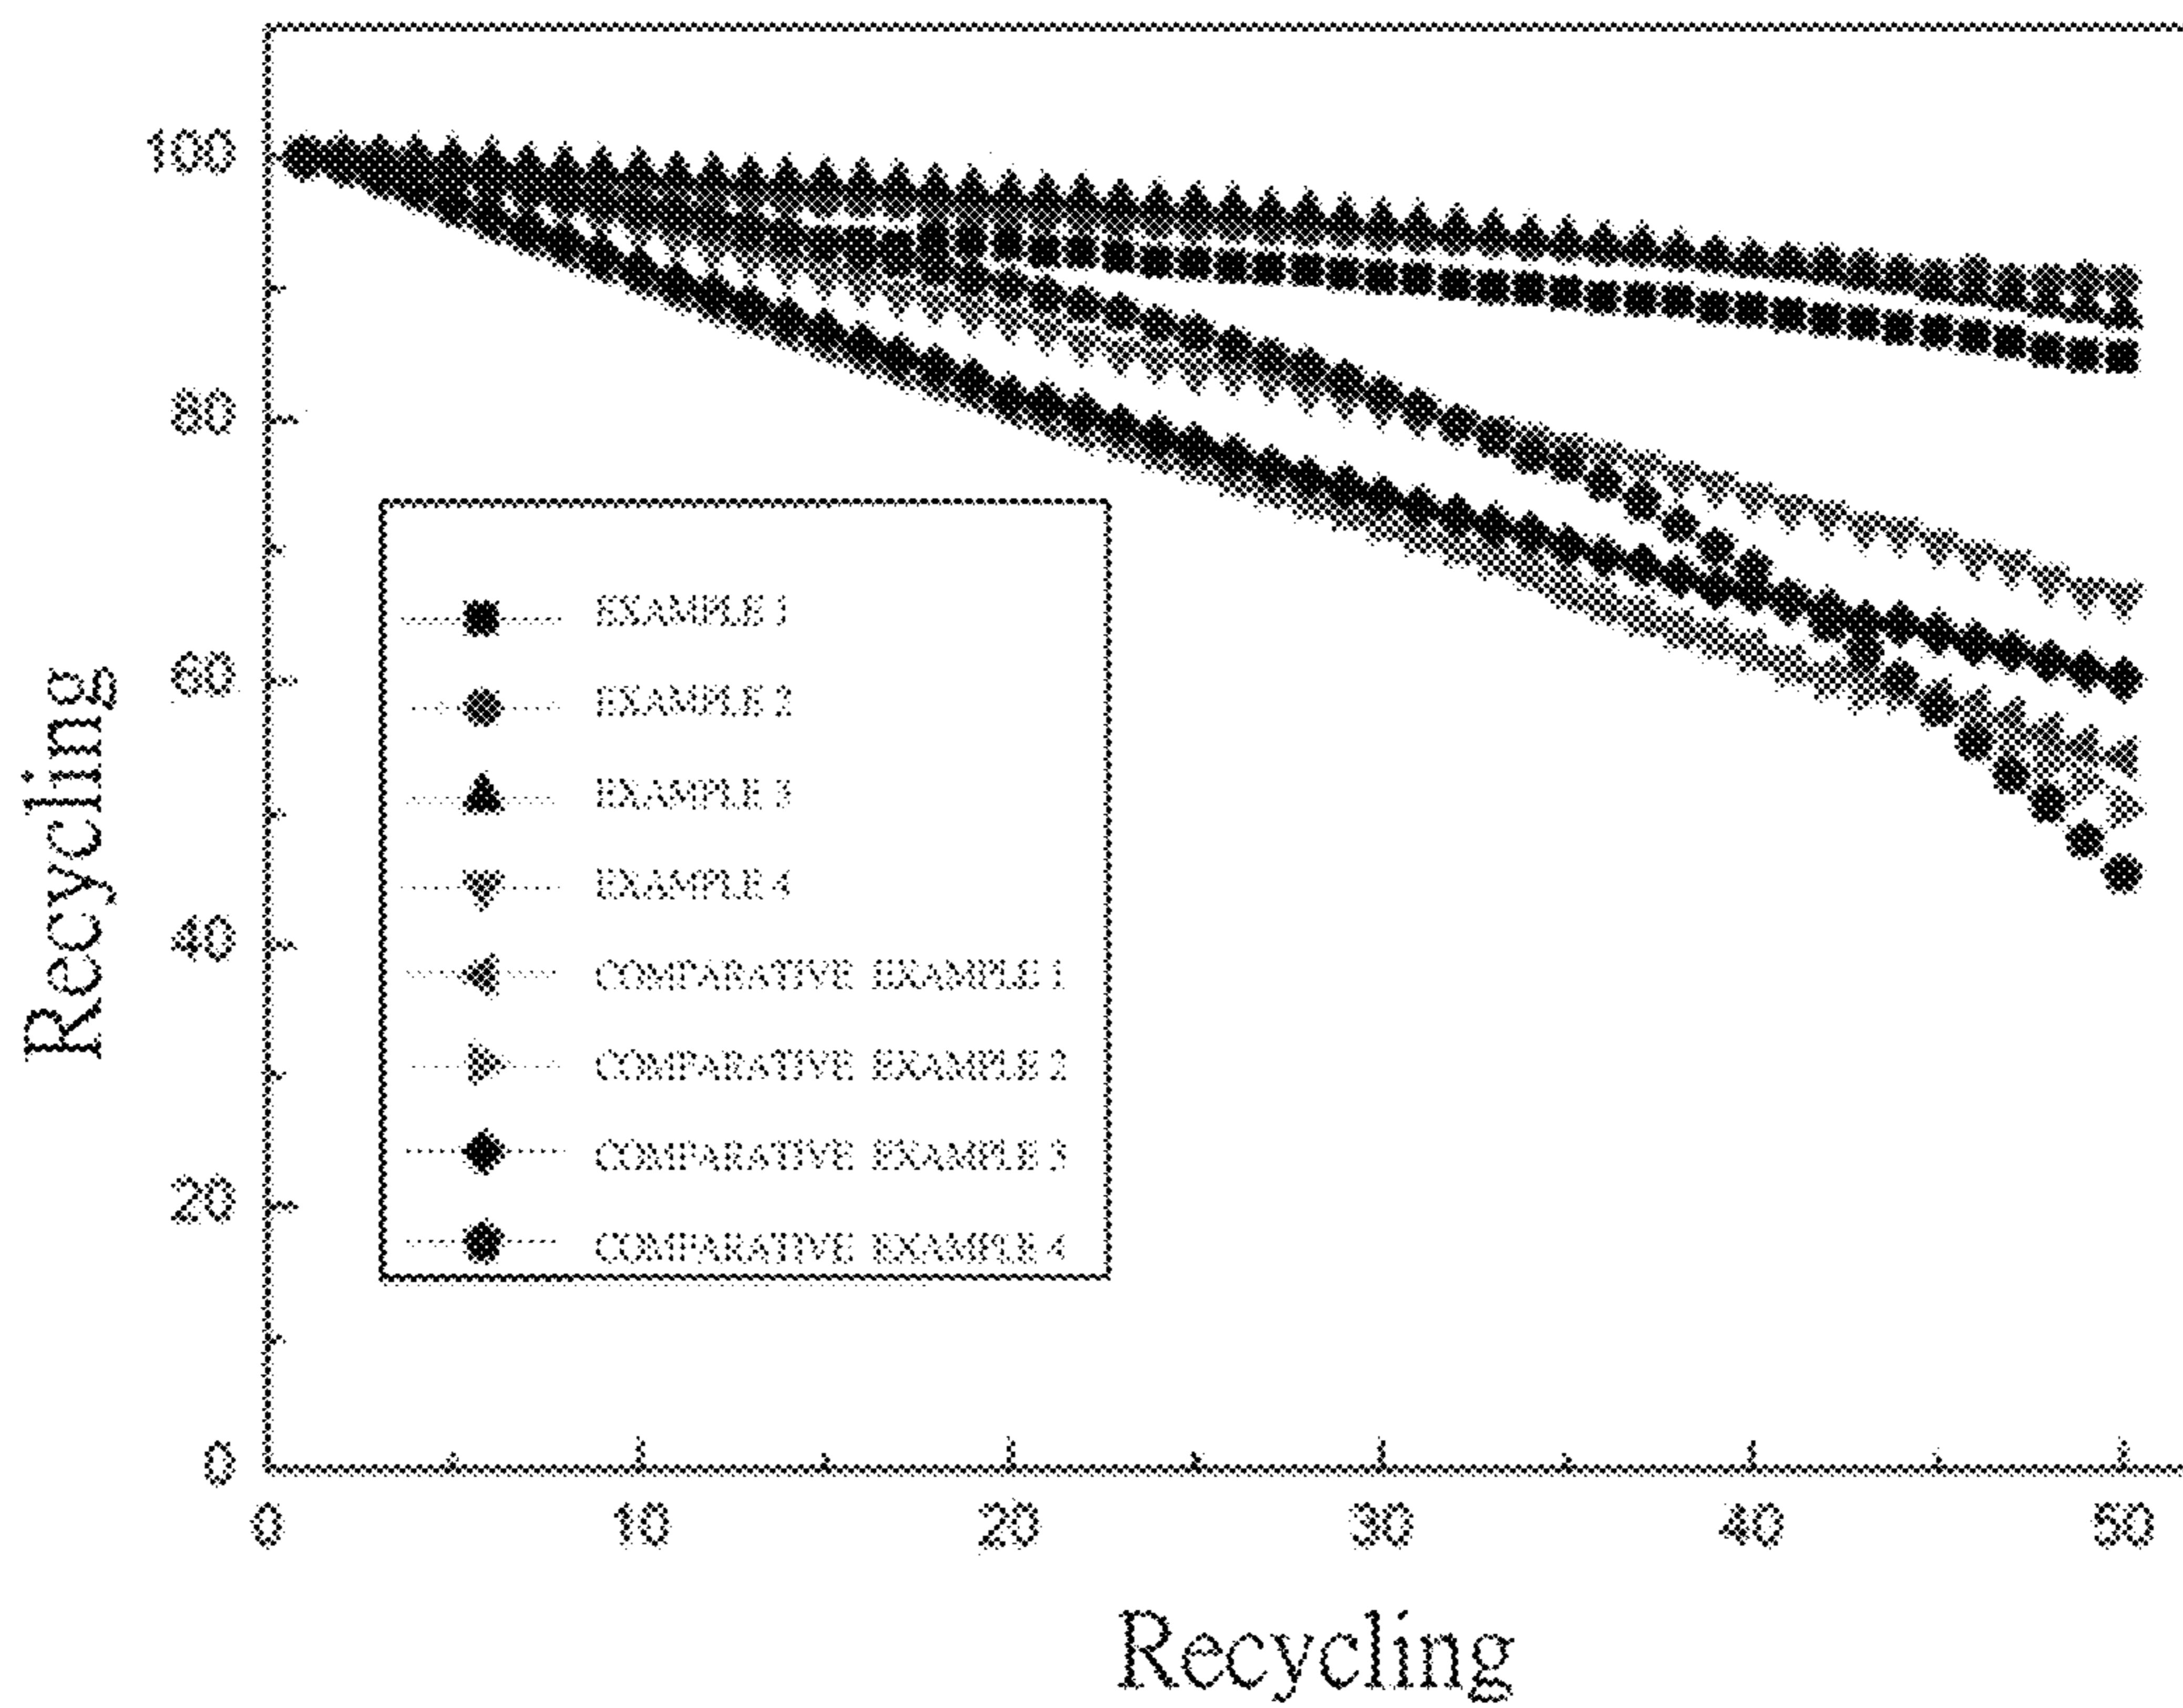 100
80
60
40
20
0
Recycling
EXAMPLE 1
EXAMPLE 2
EXAMPLE 3
EXAMPLE 4
COMPARATIVE EXAMPLE 1
COMPARATIVE EXAMPLE 2
COMPARATIVE EXAMPLE 3
COMPARATIVE EXAMPLE 4
0 10 20 30 40 50
Recycling